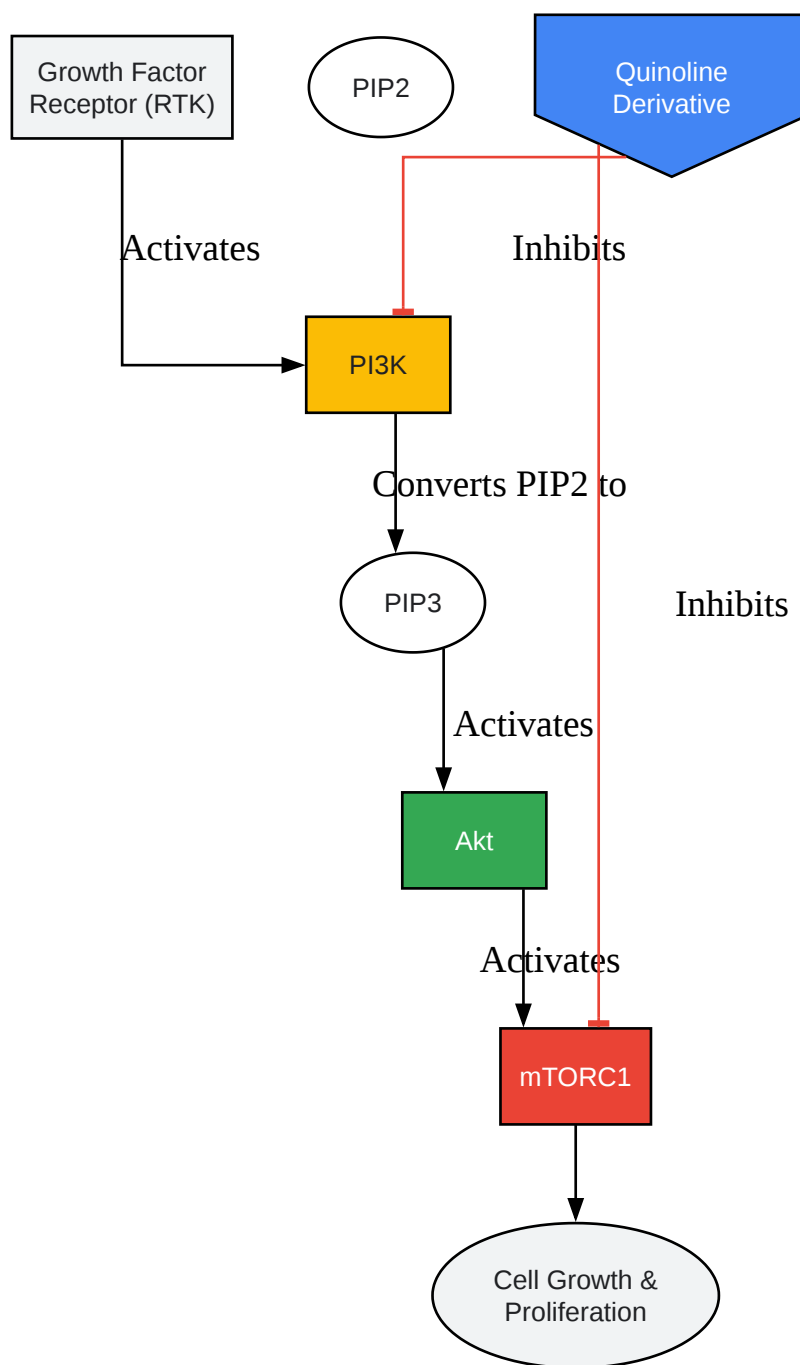 Growth Factor
Receptor (RTK)
PIP2
Quinoline
Derivative
Activates
Inhibits
PI3K
Converts PIP2 to
PIP3
Inhibits
Activates
Akt
Activates
mTORC1
Cell Growth &
Proliferation